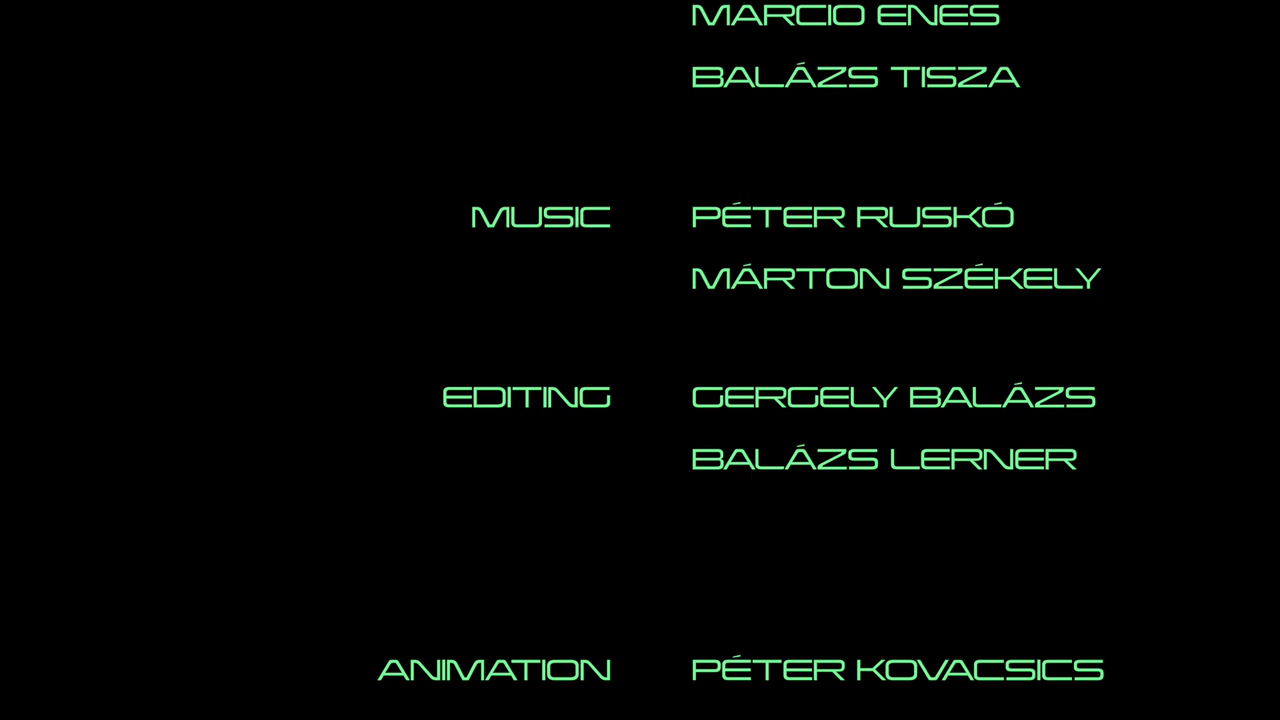 MARCIO ENES
BALÁZS TISZA
MUSIC PÉTER RUSKÓ
MÁRTON SZÉKELY
EDITING GERGELY BALÁZS
BALÁZS LERNER
ANIMATION PÉTER KOVACSICS